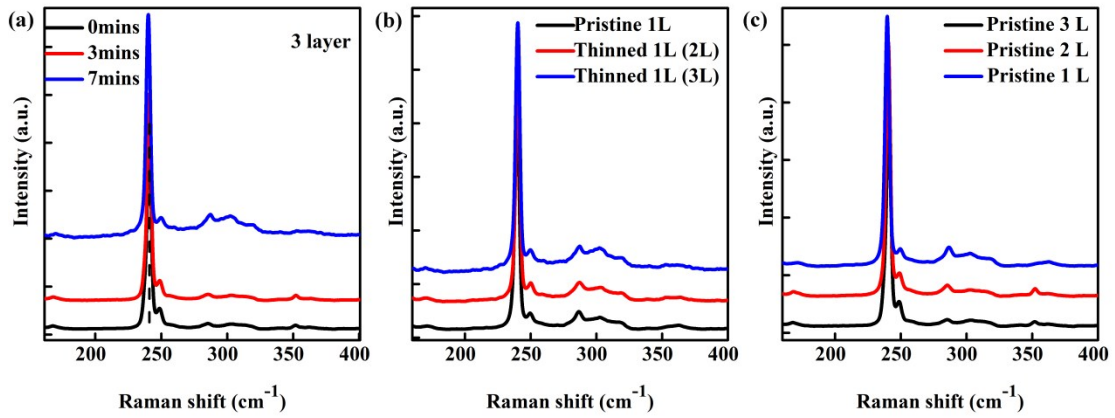 (a)
0mins
3mins
7mins
3 layer
Intensity (a.u.)
200 250 300 350 400
Raman shift (cm-1)
(b)
Pristine 1L
Thinned 1L (2L)
Thinned 1L (3L)
Intensity (a.u.)
200 250 300 350 400
Raman shift (cm-1)
(c)
Pristine 3 L
Pristine 2 L
Pristine 1 L
Intensity (a.u.)
200 250 300 350 400
Raman shift (cm-1)